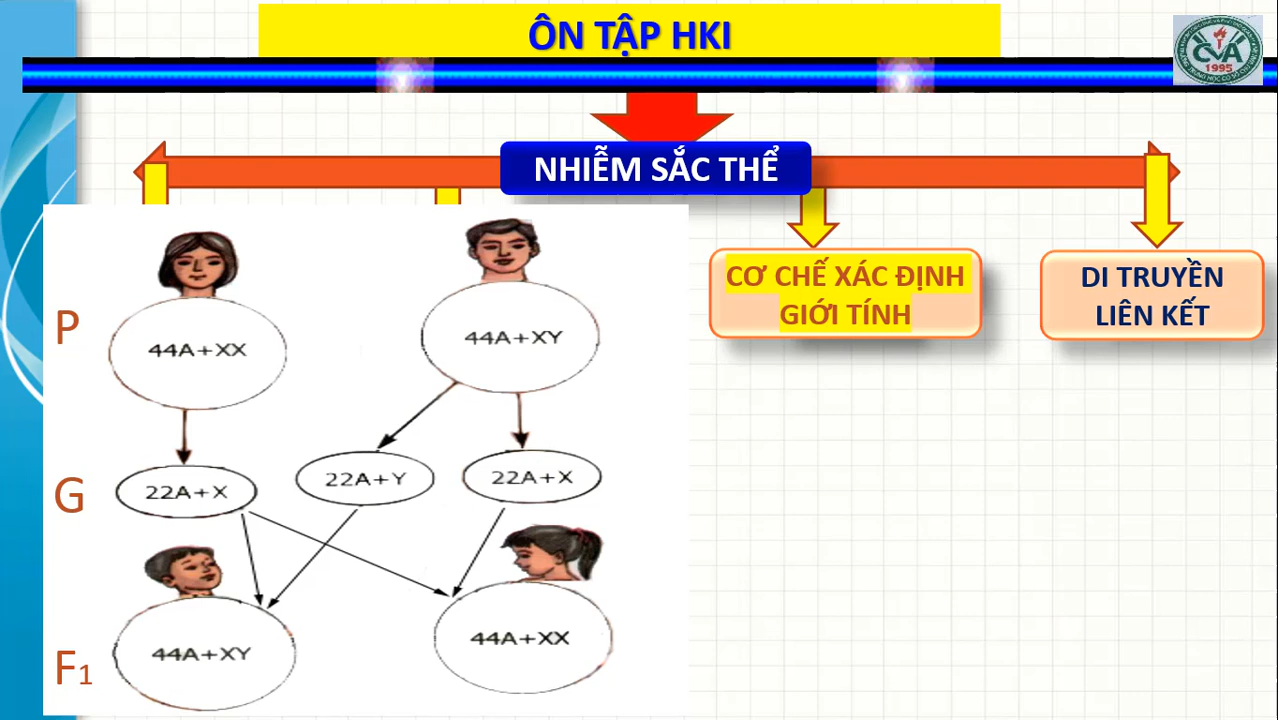 ÔN TẬP HKI
CVA
1995
NHIỄM SẮC THỂ
CƠ CHẾ XÁC ĐỊNH
GIỚI TÍNH
DI TRUYỀN
LIÊN KẾT
P
44A+XX
44A+XY
G
22A+X
22A+Y
22A+X
F1
44A+XY
44A+XX